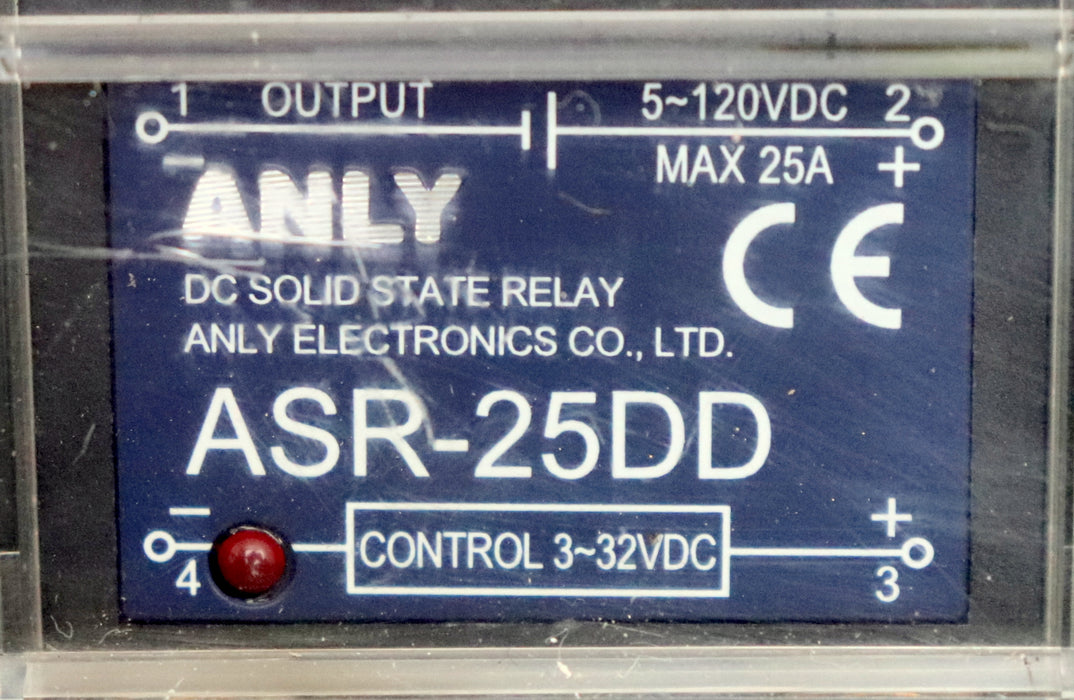 1 OUTPUT 5~120VDC 2
- MAX 25A +
ANLY
CE
DC SOLID STATE RELAY
ANLY ELECTRONICS CO., LTD.
ASR-25DD
- +
CONTROL 3~32VDC
4 3